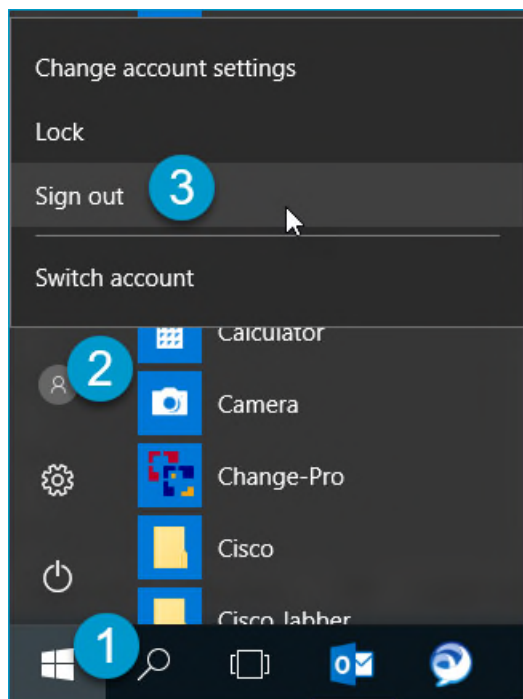 Change account settings
Lock
Sign out 3
Switch account
Calculator
2
Camera
Change-Pro
Cisco
Cisco Jabber
1